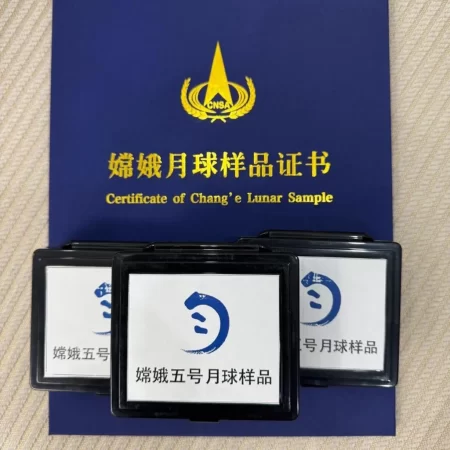 CNSA
嫦娥月球样品证书
Certificate of Chang'e Lunar Sample
嫦娥五号
嫦娥五号月球样品
号月球样品